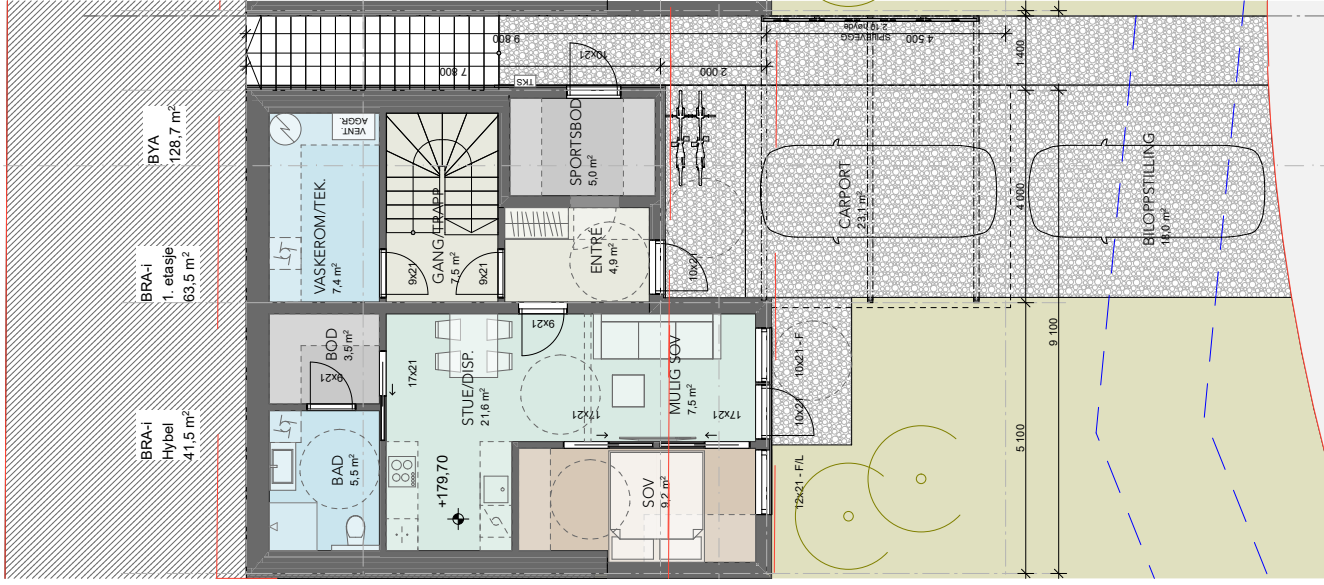 BYA
128,7 m²
BRA-i
1. etasje
63,5 m²
BRA-i
Hybel
41,5 m²
9 800
7 800
2 000
10x21
TKS
SPILEVEGG
2,10 høyde
4 500
1 400
VENT.
AGGR.
VASKEROM/TEK.
7,4 m²
GANG/TRAPP
7,5 m²
9x21
9x21
SPORTSBOD
5,0 m²
ENTRÉ
4,9 m²
10x21
CARPORT
23,1 m²
4 000
BILOPPSTILLING
18,0 m²
BOD
3,5 m²
9x21
17x21
STUE/DISP.
21,6 m²
9x21
MULIG SOV
7,5 m²
17x21
17x21
10x21 - F
10x21
9 100
5 100
BAD
5,5 m²
+179,70
SOV
9,2 m²
12x21 - F/L